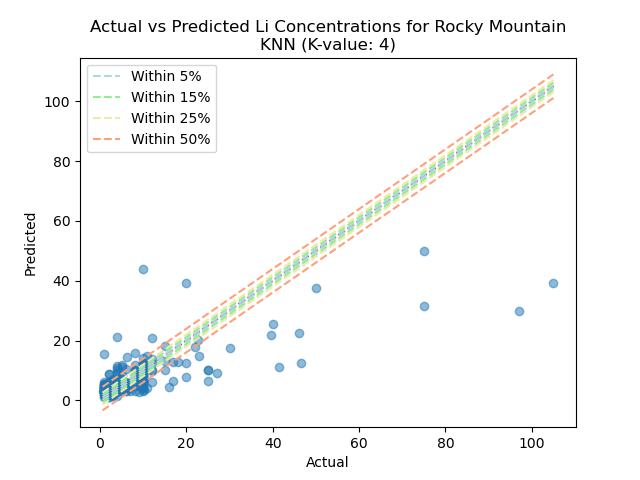 Actual vs Predicted Li Concentrations for Rocky Mountain
KNN (K-value: 4)
Within 5%
Within 15%
Within 25%
Within 50%
Predicted
100
80
60
40
20
0
0 20 40 60 80 100
Actual